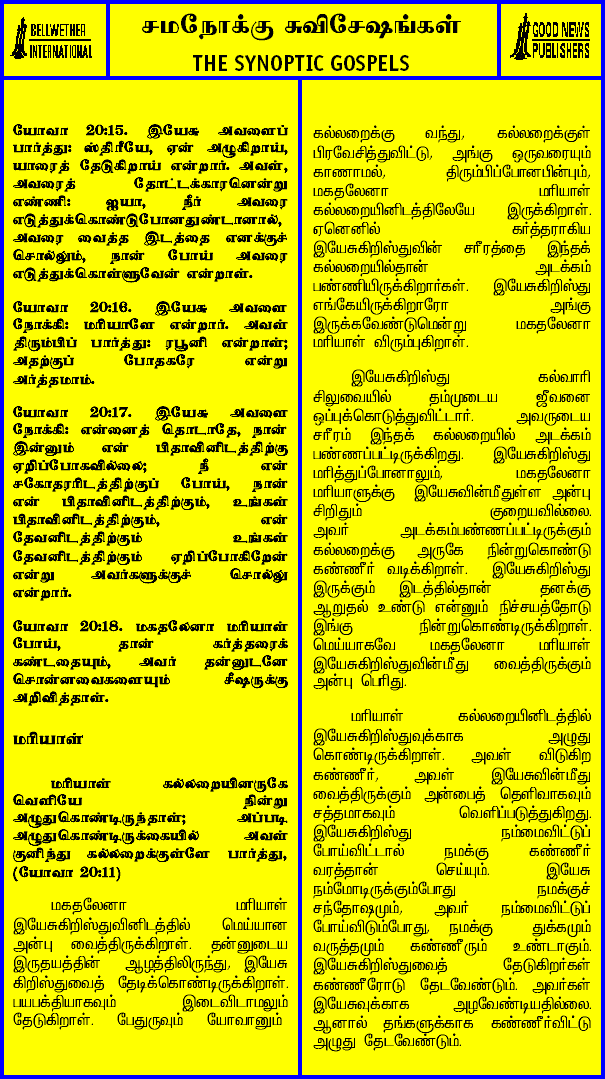 BELLWETHER
INTERNATIONAL
சமநோக்கு சுவிசேஷங்கள்
THE SYNOPTIC GOSPELS
GOOD NEWS
PUBLISHERS
யோவா 20:15. இயேசு அவளைப்
பார்த்து: ஸ்திரீயே, ஏன் அழுகிறாய்,
யாரைத் தேடுகிறாய் என்றார். அவள்,
அவரைத் தோட்டக்காரனென்று
எண்ணி: ஐயா, நீர் அவரை
எடுத்துக்கொண்டுபோனதுண்டானால்,
அவரை வைத்த இடத்தை எனக்குச்
சொல்லும், நான் போய் அவரை
எடுத்துக்கொள்ளுவேன் என்றாள்.
யோவா 20:16. இயேசு அவளை
நோக்கி: மரியாளே என்றார். அவள்
திரும்பிப் பார்த்து: ரபூனி என்றாள்;
அதற்குப் போதகரே என்று
அர்த்தமாம்.
யோவா 20:17. இயேசு அவளை
நோக்கி: என்னைத் தொடாதே, நான்
இன்னும் என் பிதாவினிடத்திற்கு
ஏறிப்போகவில்லை; நீ என்
சகோதரரிடத்திற்குப் போய், நான்
என் பிதாவினிடத்திற்கும், உங்கள்
பிதாவினிடத்திற்கும், என்
தேவனிடத்திற்கும் உங்கள்
தேவனிடத்திற்கும் ஏறிப்போகிறேன்
என்று அவர்களுக்குச் சொல்லு
என்றார்.
யோவா 20:18. மகதலேனா மரியாள்
போய், தான் கர்த்தரைக்
கண்டதையும், அவர் தன்னுடனே
சொன்னவைகளையும் சீஷருக்கு
அறிவித்தாள்.
மரியாள்
மரியாள் கல்லறையினருகே
வெளியே நின்று
அழுதுகொண்டிருந்தாள்; அப்படி
அழுதுகொண்டிருக்கையில் அவள்
குனிந்து கல்லறைக்குள்ளே பார்த்து,
(யோவா 20:11)
மகதலேனா மரியாள்
இயேசுகிறிஸ்துவினிடத்தில் மெய்யான
அன்பு வைத்திருக்கிறாள். தன்னுடைய
இருதயத்தின் ஆழத்திலிருந்து, இயேசு
கிறிஸ்துவைத் தேடிக்கொண்டிருக்கிறாள்.
பயபக்தியாகவும் இடைவிடாமலும்
தேடுகிறாள். பேதுருவும் யோவானும்
கல்லறைக்கு வந்து, கல்லறைக்குள்
பிரவேசித்துவிட்டு, அங்கு ஒருவரையும்
காணாமல், திரும்பிப்போனபின்பும்,
மகதலேனா மரியாள்
கல்லறையினிடத்திலேயே இருக்கிறாள்.
ஏனெனில் கர்த்தராகிய
இயேசுகிறிஸ்துவின் சரீரத்தை இந்தக்
கல்லறையில்தான் அடக்கம்
பண்ணியிருக்கிறார்கள். இயேசுகிறிஸ்து
எங்கேயிருக்கிறாரோ அங்கு
இருக்கவேண்டுமென்று மகதலேனா
மரியாள் விரும்புகிறாள்.
இயேசுகிறிஸ்து கல்வாரி
சிலுவையில் தம்முடைய ஜீவனை
ஒப்புக்கொடுத்துவிட்டார். அவருடைய
சரீரம் இந்தக் கல்லறையில் அடக்கம்
பண்ணப்பட்டிருக்கிறது. இயேசுகிறிஸ்து
மரித்துப்போனாலும், மகதலேனா
மரியாளுக்கு இயேசுவின்மீதுள்ள அன்பு
சிறிதும் குறையவில்லை.
அவர் அடக்கம்பண்ணப்பட்டிருக்கும்
கல்லறைக்கு அருகே நின்றுகொண்டு
கண்ணீர் வடிக்கிறாள். இயேசுகிறிஸ்து
இருக்கும் இடத்தில்தான் தனக்கு
ஆறுதல் உண்டு என்னும் நிச்சயத்தோடு
இங்கு நின்றுகொண்டிருக்கிறாள்.
மெய்யாகவே மகதலேனா மரியாள்
இயேசுகிறிஸ்துவின்மீது வைத்திருக்கும்
அன்பு பெரிது.
மரியாள் கல்லறையினிடத்தில்
இயேசுகிறிஸ்துவுக்காக அழுது
கொண்டிருக்கிறாள். அவள் விடுகிற
கண்ணீர், அவள் இயேசுவின்மீது
வைத்திருக்கும் அன்பைத் தெளிவாகவும்
சத்தமாகவும் வெளிப்படுத்துகிறது.
இயேசுகிறிஸ்து நம்மைவிட்டுப்
போய்விட்டால் நமக்கு கண்ணீர்
வரத்தான் செய்யும். இயேசு
நம்மோடிருக்கும்போது நமக்குச்
சந்தோஷமும், அவர் நம்மைவிட்டுப்
போய்விடும்போது, நமக்கு துக்கமும்
வருத்தமும் கண்ணீரும் உண்டாகும்.
இயேசுகிறிஸ்துவைத் தேடுகிறர்கள்
கண்ணீரோடு தேடவேண்டும். அவர்கள்
இயேசுவுக்காக அழவேண்டியதில்லை.
ஆனால் தங்களுக்காக கண்ணீர்விட்டு
அழுது தேடவேண்டும்.